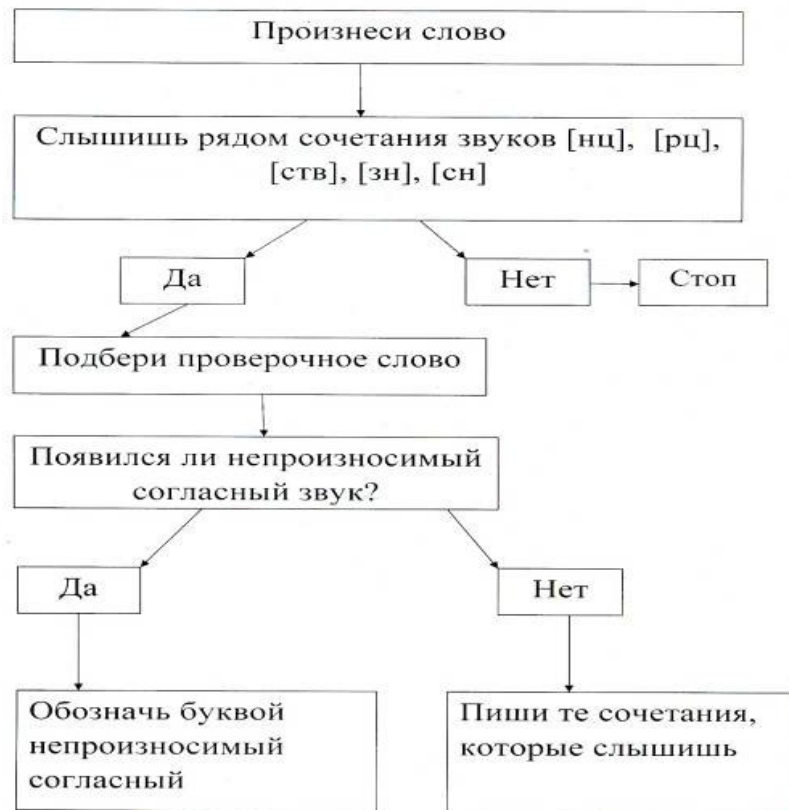 Произнеси слово
Слышишь рядом сочетания звуков [нц], [рц],
[ств], [зн], [сн]
Да
Нет
Стоп
Подбери проверочное слово
Появился ли непроизносимый
согласный звук?
Да
Нет
Обозначь буквой
непроизносимый
согласный
Пиши те сочетания,
которые слышишь